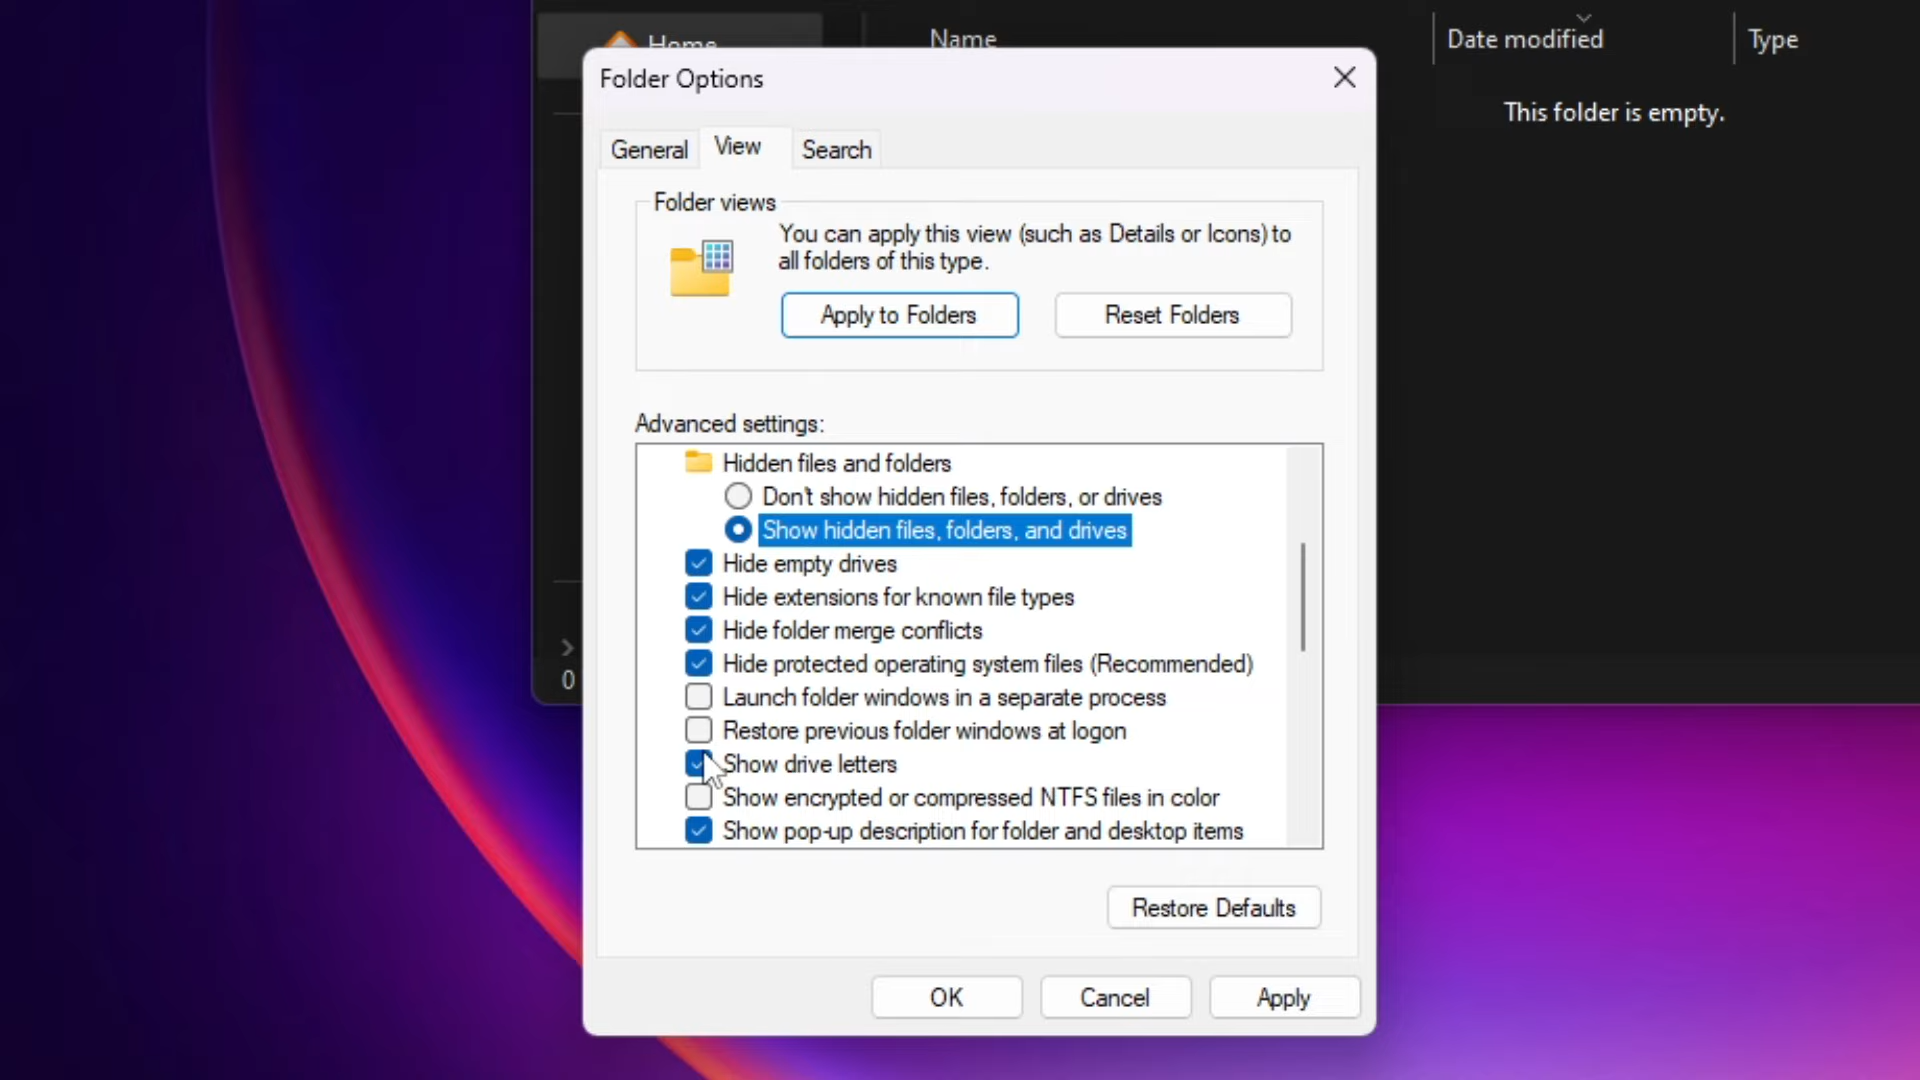 Home
Name
Date modified
Type
Folder Options
This folder is empty.
General
View
Search
Folder views
You can apply this view (such as Details or Icons) to
all folders of this type.
Apply to Folders
Reset Folders
Advanced settings:
Hidden files and folders
Don't show hidden files, folders, or drives
Show hidden files, folders, and drives
Hide empty drives
Hide extensions for known file types
Hide folder merge conflicts
Hide protected operating system files (Recommended)
0
Launch folder windows in a separate process
Restore previous folder windows at logon
Show drive letters
Show encrypted or compressed NTFS files in color
Show pop-up description for folder and desktop items
Restore Defaults
OK
Cancel
Apply